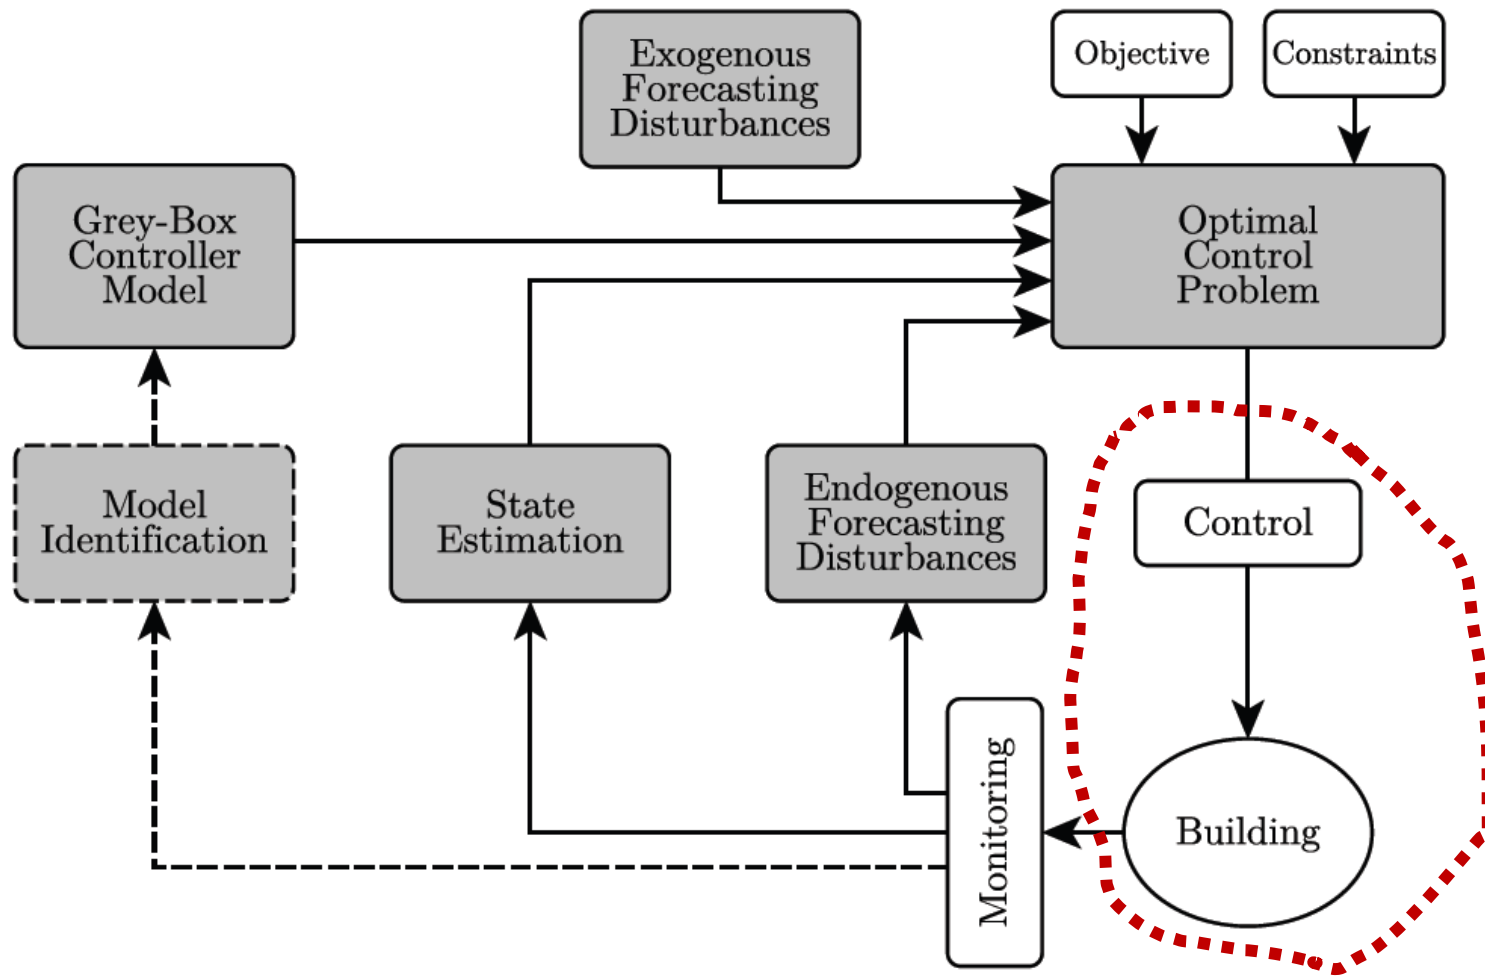 Exogenous
Forecasting
Disturbances
Objective
Constraints
Grey-Box
Controller
Model
Optimal
Control
Problem
Model
Identification
State
Estimation
Endogenous
Forecasting
Disturbances
Control
Monitoring
Building